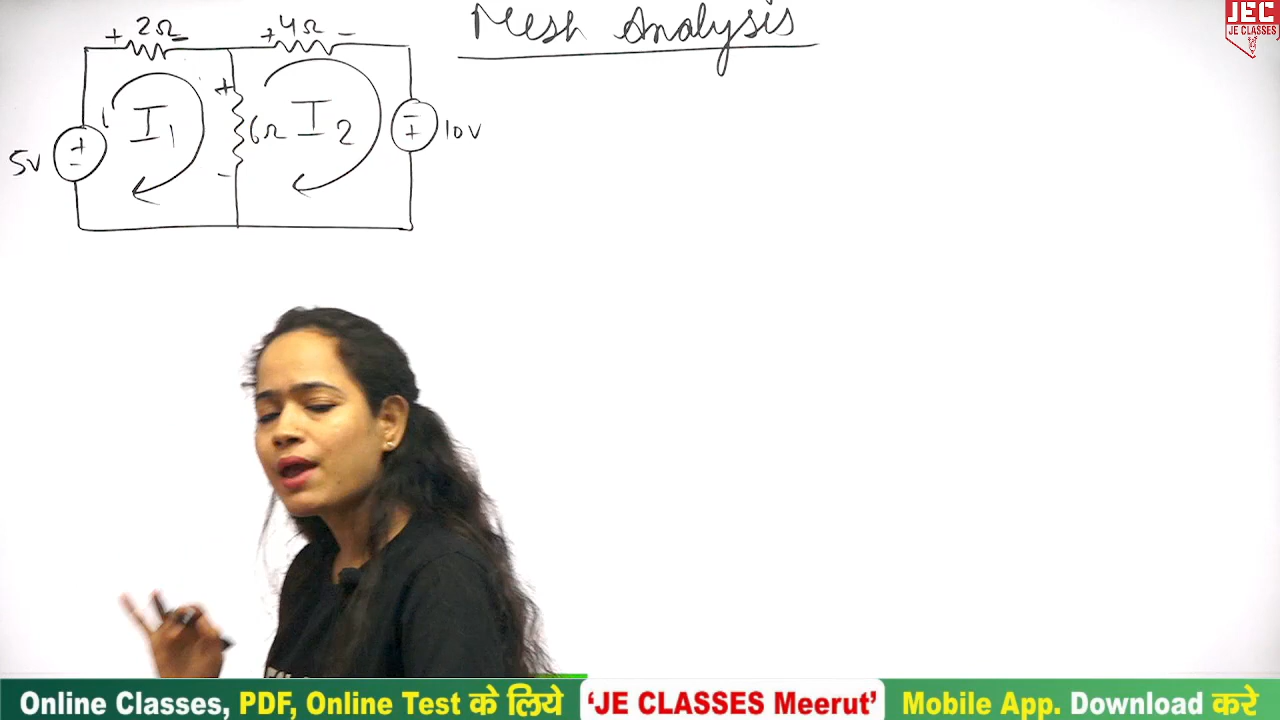 Mesh Analysis
JEC
JE CLASSES
+ 2Ω -
+ 4Ω -
+
6Ω
-
I1
I2
5V
+
-
-
+
10V
Online Classes, PDF, Online Test के लिये 'JE CLASSES Meerut' Mobile App. Download करे